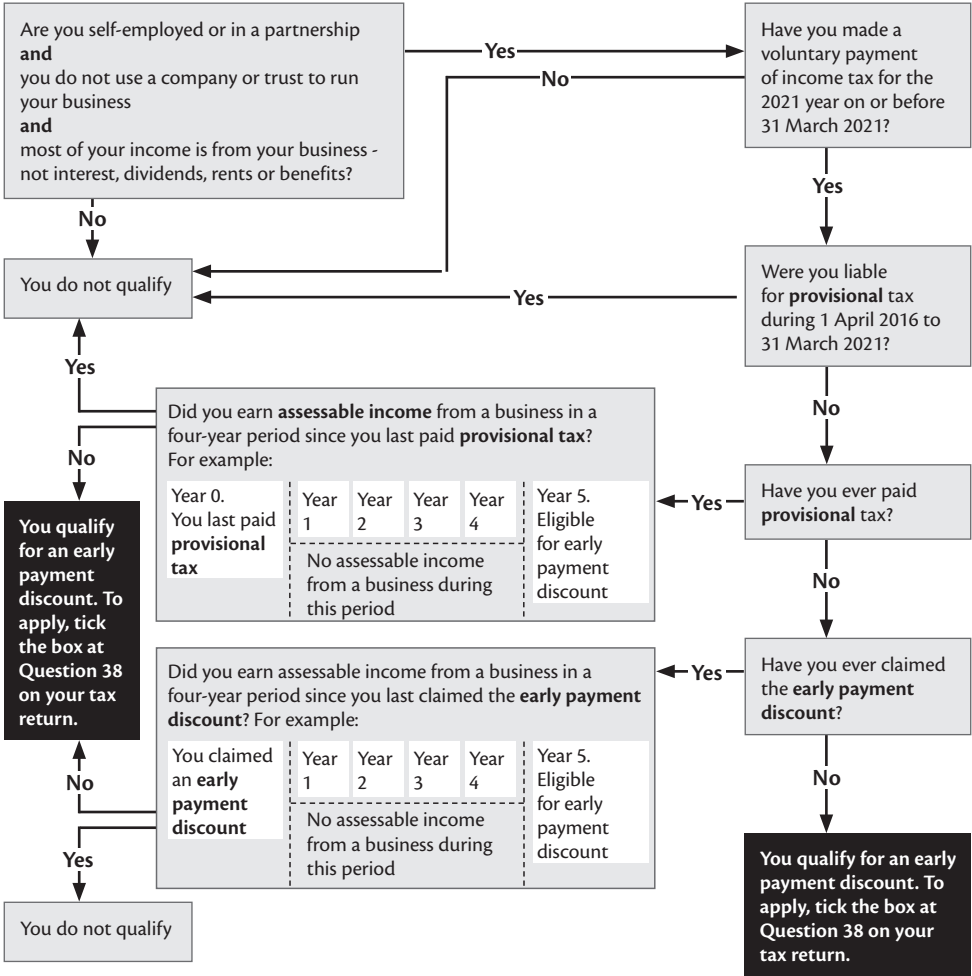 Are you self-employed or in a partnership
and
you do not use a company or trust to run
your business
and
most of your income is from your business -
not interest, dividends, rents or benefits?
Yes
No
Have you made a
voluntary payment
of income tax for the
2021 year on or before
31 March 2021?
No
Yes
You do not qualify
Yes
Were you liable
for provisional tax
during 1 April 2016 to
31 March 2021?
Yes
No
No
Did you earn assessable income from a business in a
four-year period since you last paid provisional tax?
For example:
Year 0.
You last paid
provisional
tax
Year
1
Year
2
Year
3
Year
4
No assessable income
from a business during
this period
Year 5.
Eligible
for early
payment
discount
Yes
Have you ever paid
provisional tax?
No
You qualify
for an early
payment
discount. To
apply, tick
the box at
Question 38
on your tax
return.
Did you earn assessable income from a business in a
four-year period since you last claimed the early payment
discount? For example:
You claimed
an early
payment
discount
Year
1
Year
2
Year
3
Year
4
No assessable income
from a business during
this period
Year 5.
Eligible
for early
payment
discount
Yes
Have you ever claimed
the early payment
discount?
No
No
Yes
You do not qualify
You qualify for an early
payment discount. To
apply, tick the box at
Question 38 on your
tax return.